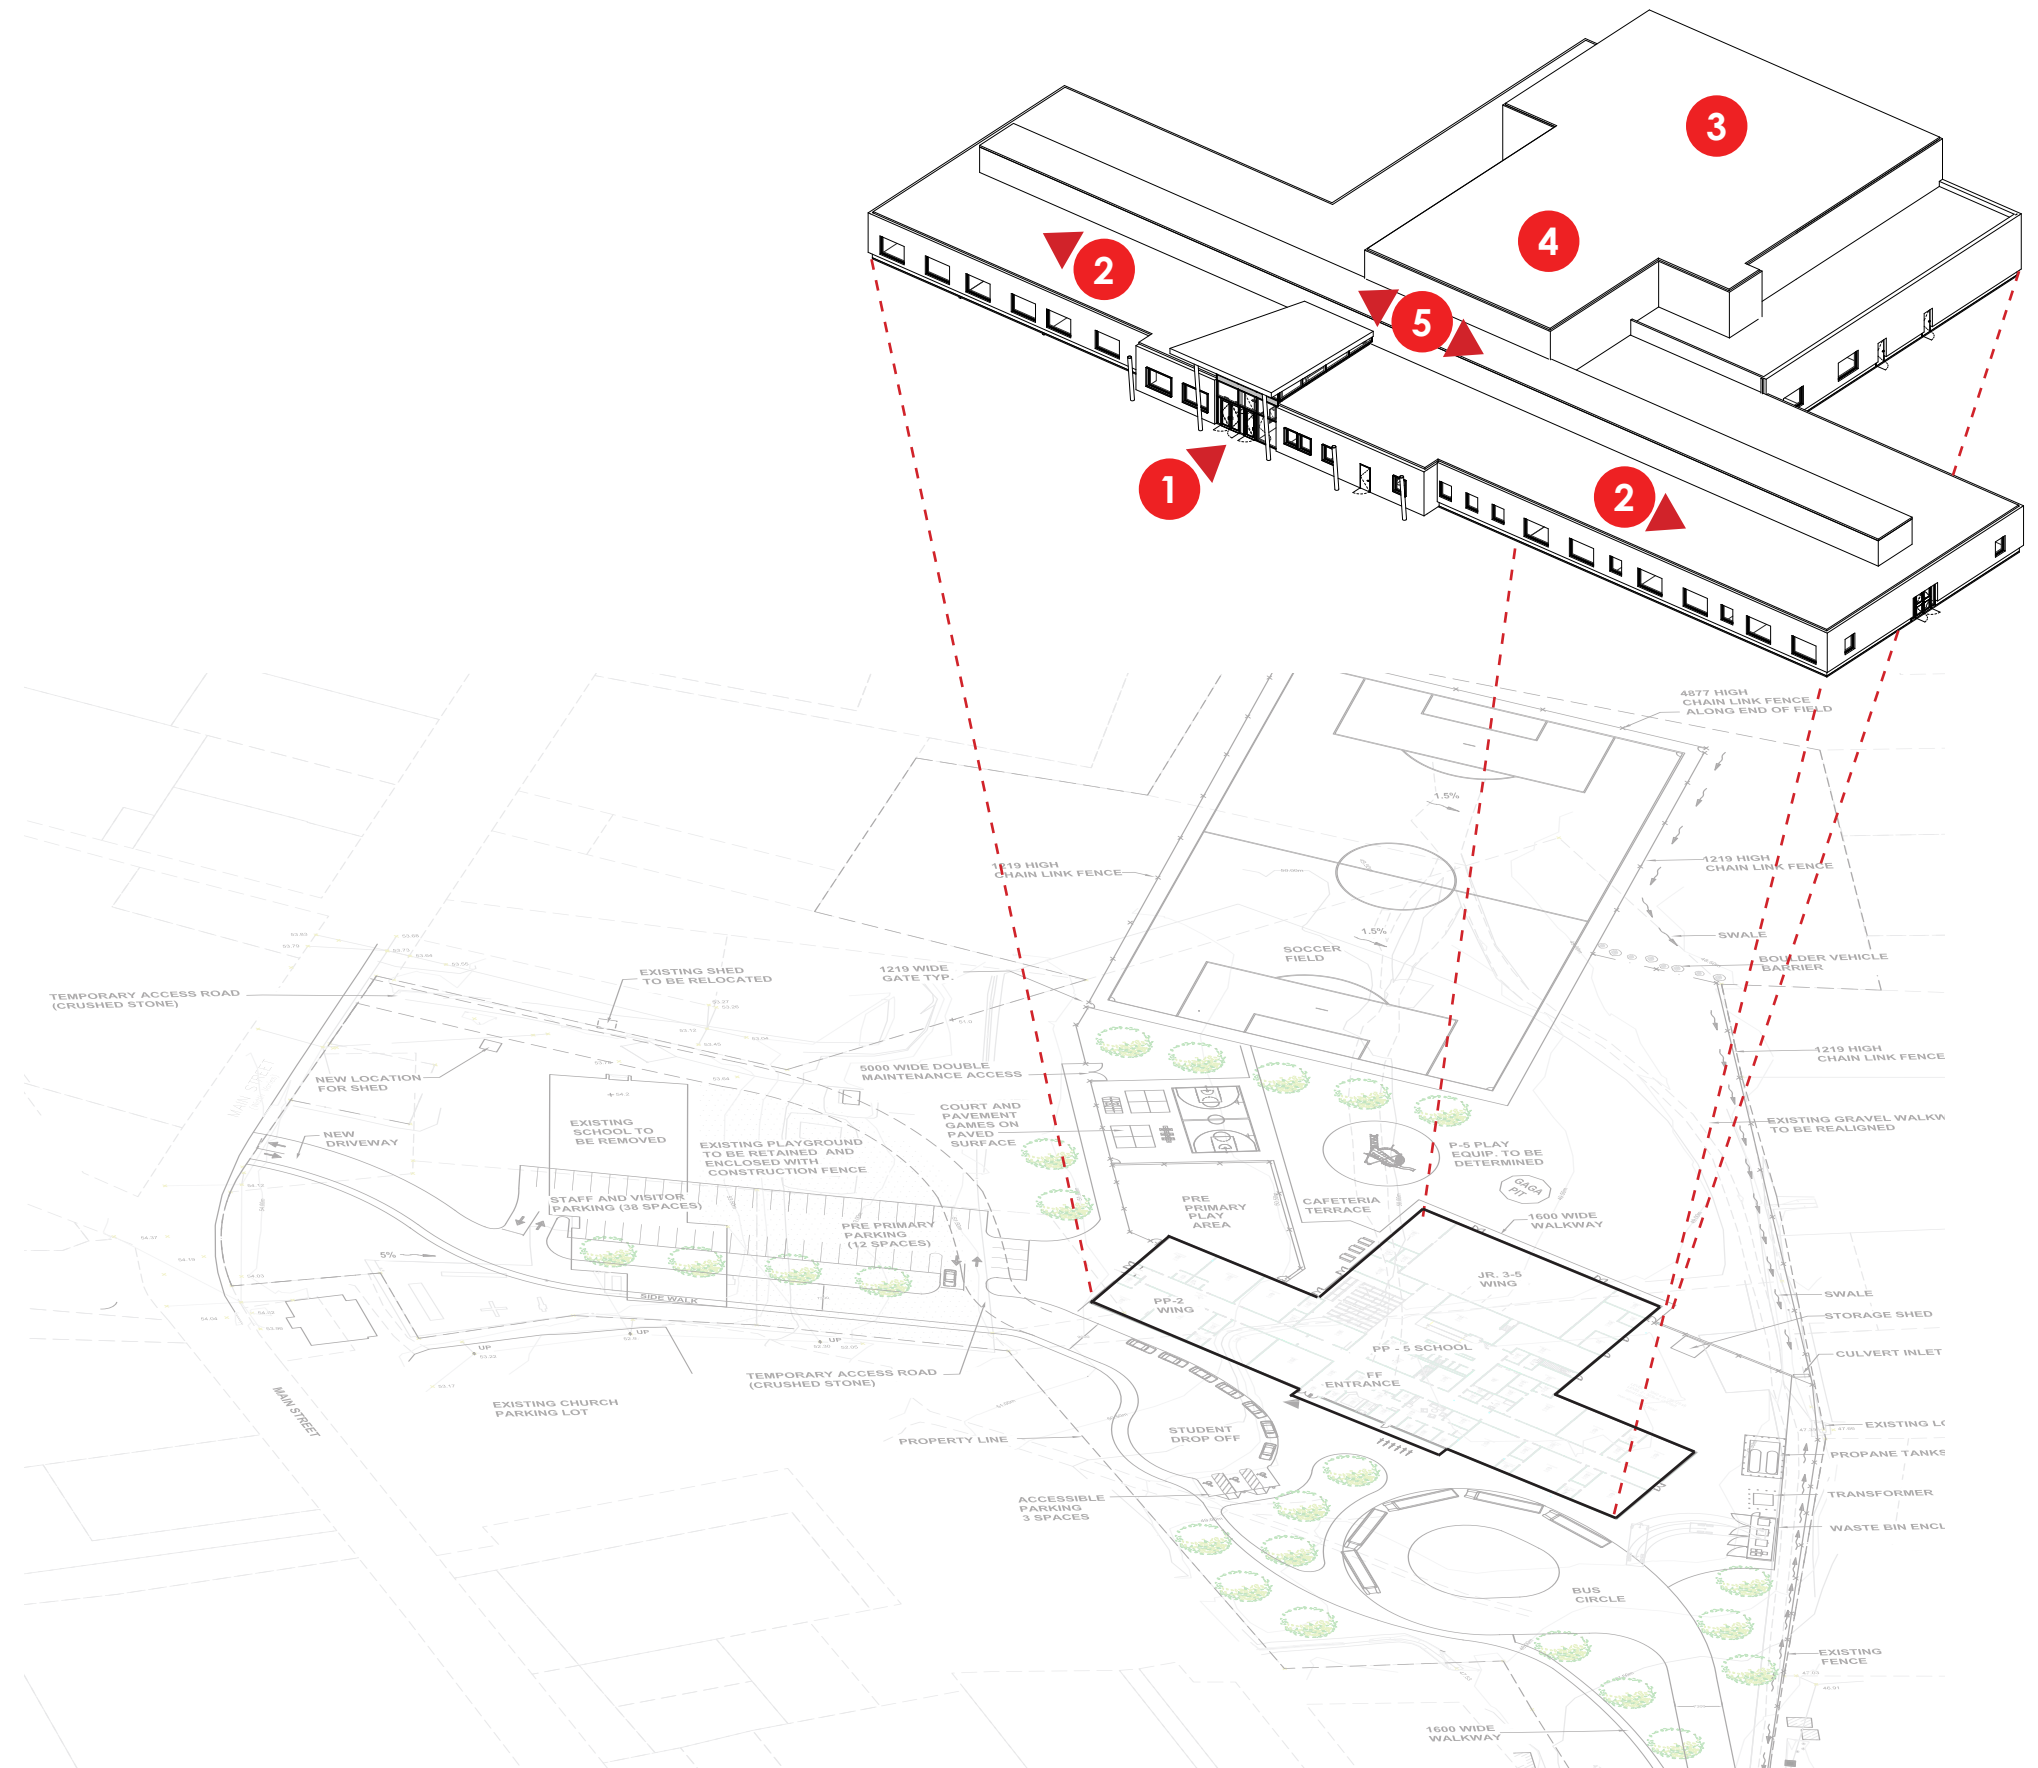 3
4
2
5
1
2
4877 HIGH
CHAIN LINK FENCE
ALONG END OF FIELD
1.5%
1219 HIGH
CHAIN LINK FENCE
1219 HIGH
CHAIN LINK FENCE
1.5%
SOCCER
FIELD
SWALE
BOULDER VEHICLE
BARRIER
EXISTING SHED
TO BE RELOCATED
1219 WIDE
GATE TYP.
TEMPORARY ACCESS ROAD
(CRUSHED STONE)
NEW LOCATION
FOR SHED
5000 WIDE DOUBLE
MAINTENANCE ACCESS
1219 HIGH
CHAIN LINK FENCE
MAIN STREET
NEW
DRIVEWAY
EXISTING
SCHOOL TO
BE REMOVED
EXISTING PLAYGROUND
TO BE RETAINED AND
ENCLOSED WITH
CONSTRUCTION FENCE
COURT AND
PAVEMENT
GAMES ON
PAVED
SURFACE
P-5 PLAY
EQUIP. TO BE
DETERMINED
EXISTING GRAVEL WALKW
TO BE REALIGNED
GAGA
PIT
STAFF AND VISITOR
PARKING (38 SPACES)
PRE PRIMARY
PARKING
(12 SPACES)
PRE
PRIMARY
PLAY
AREA
CAFETERIA
TERRACE
1600 WIDE
WALKWAY
5%
SIDE WALK
PP-2
WING
JR. 3-5
WING
SWALE
STORAGE SHED
UP
UP
UP
PP - 5 SCHOOL
CULVERT INLET
TEMPORARY ACCESS ROAD
(CRUSHED STONE)
FF
ENTRANCE
MAIN STREET
EXISTING CHURCH
PARKING LOT
PROPERTY LINE
STUDENT
DROP OFF
EXISTING LO
PROPANE TANKS
ACCESSIBLE
PARKING
3 SPACES
TRANSFORMER
WASTE BIN ENCL
BUS
CIRCLE
EXISTING
FENCE
1600 WIDE
WALKWAY